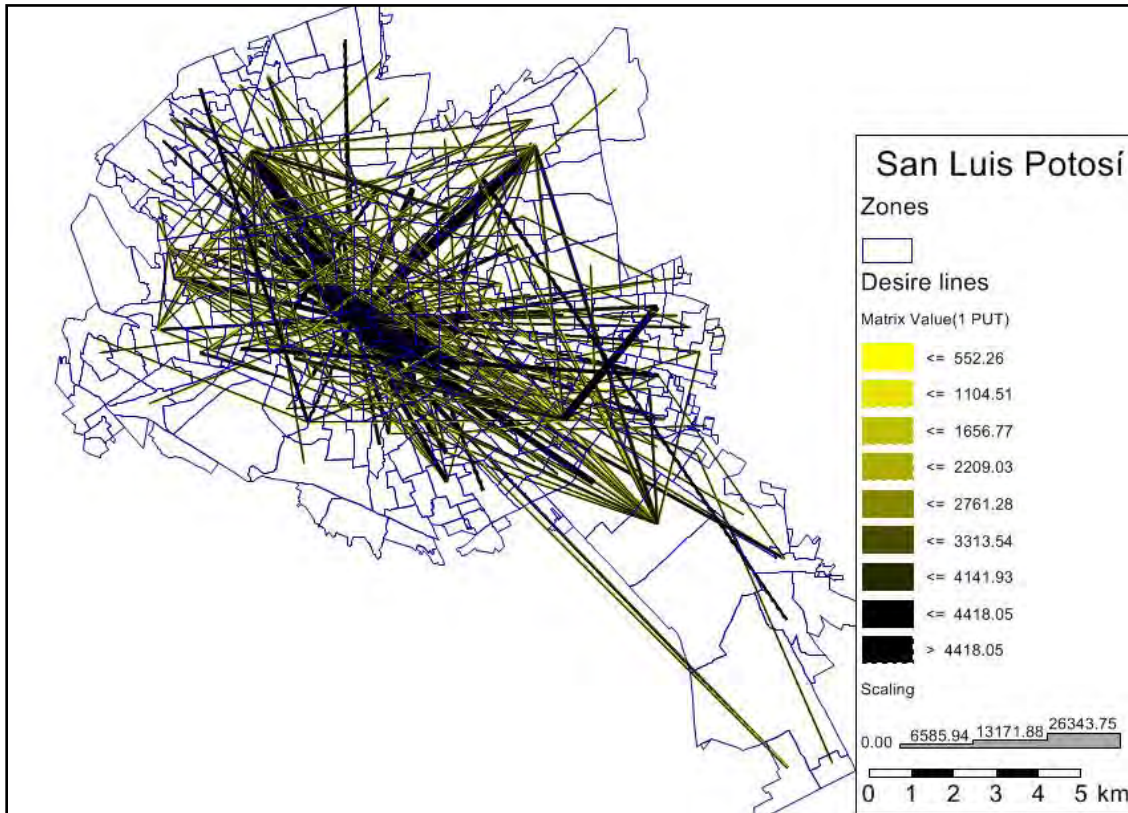 San Luis Potosí
Zones
Desire lines
Matrix Value(1 PUT)
<= 552.26
<= 1104.51
<= 1656.77
<= 2209.03
<= 2761.28
<= 3313.54
<= 4141.93
<= 4418.05
> 4418.05
Scaling
0.00 6585.94 13171.88 26343.75
0 1 2 3 4 5 km